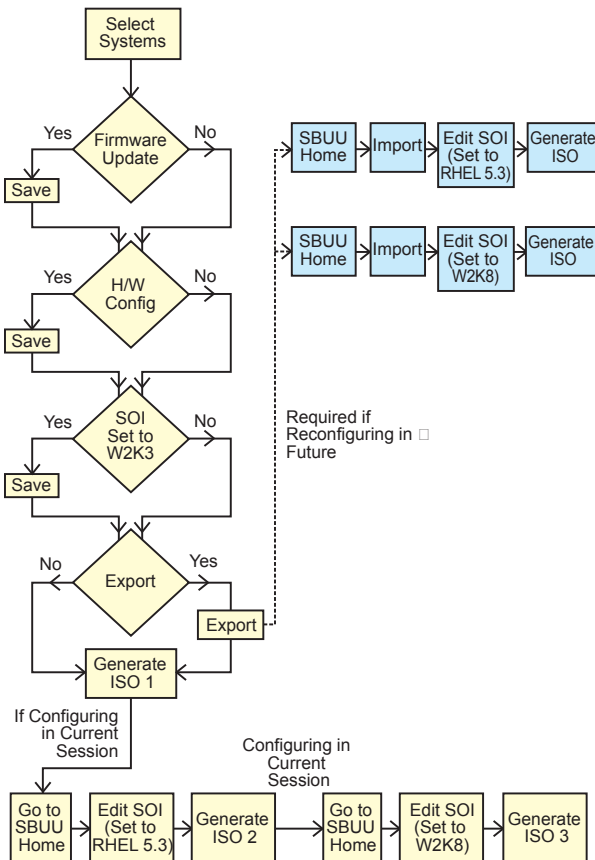 Select
Systems
Firmware
Update
Yes
No
Save
H/W
Config
Yes
No
Save
SOI
Set to
W2K3
Yes
No
Save
Export
No
Yes
Export
Generate
ISO 1
SBUU
Home
Import
Edit SOI
(Set to
RHEL 5.3)
Generate
ISO
SBUU
Home
Import
Edit SOI
(Set to
W2K8)
Generate
ISO
Required if
Reconfiguring in □
Future
If Configuring
in Current
Session
Go to
SBUU
Home
Edit SOI
(Set to
RHEL 5.3)
Generate
ISO 2
Configuring in
Current
Session
Go to
SBUU
Home
Edit SOI
(Set to
W2K8)
Generate
ISO 3